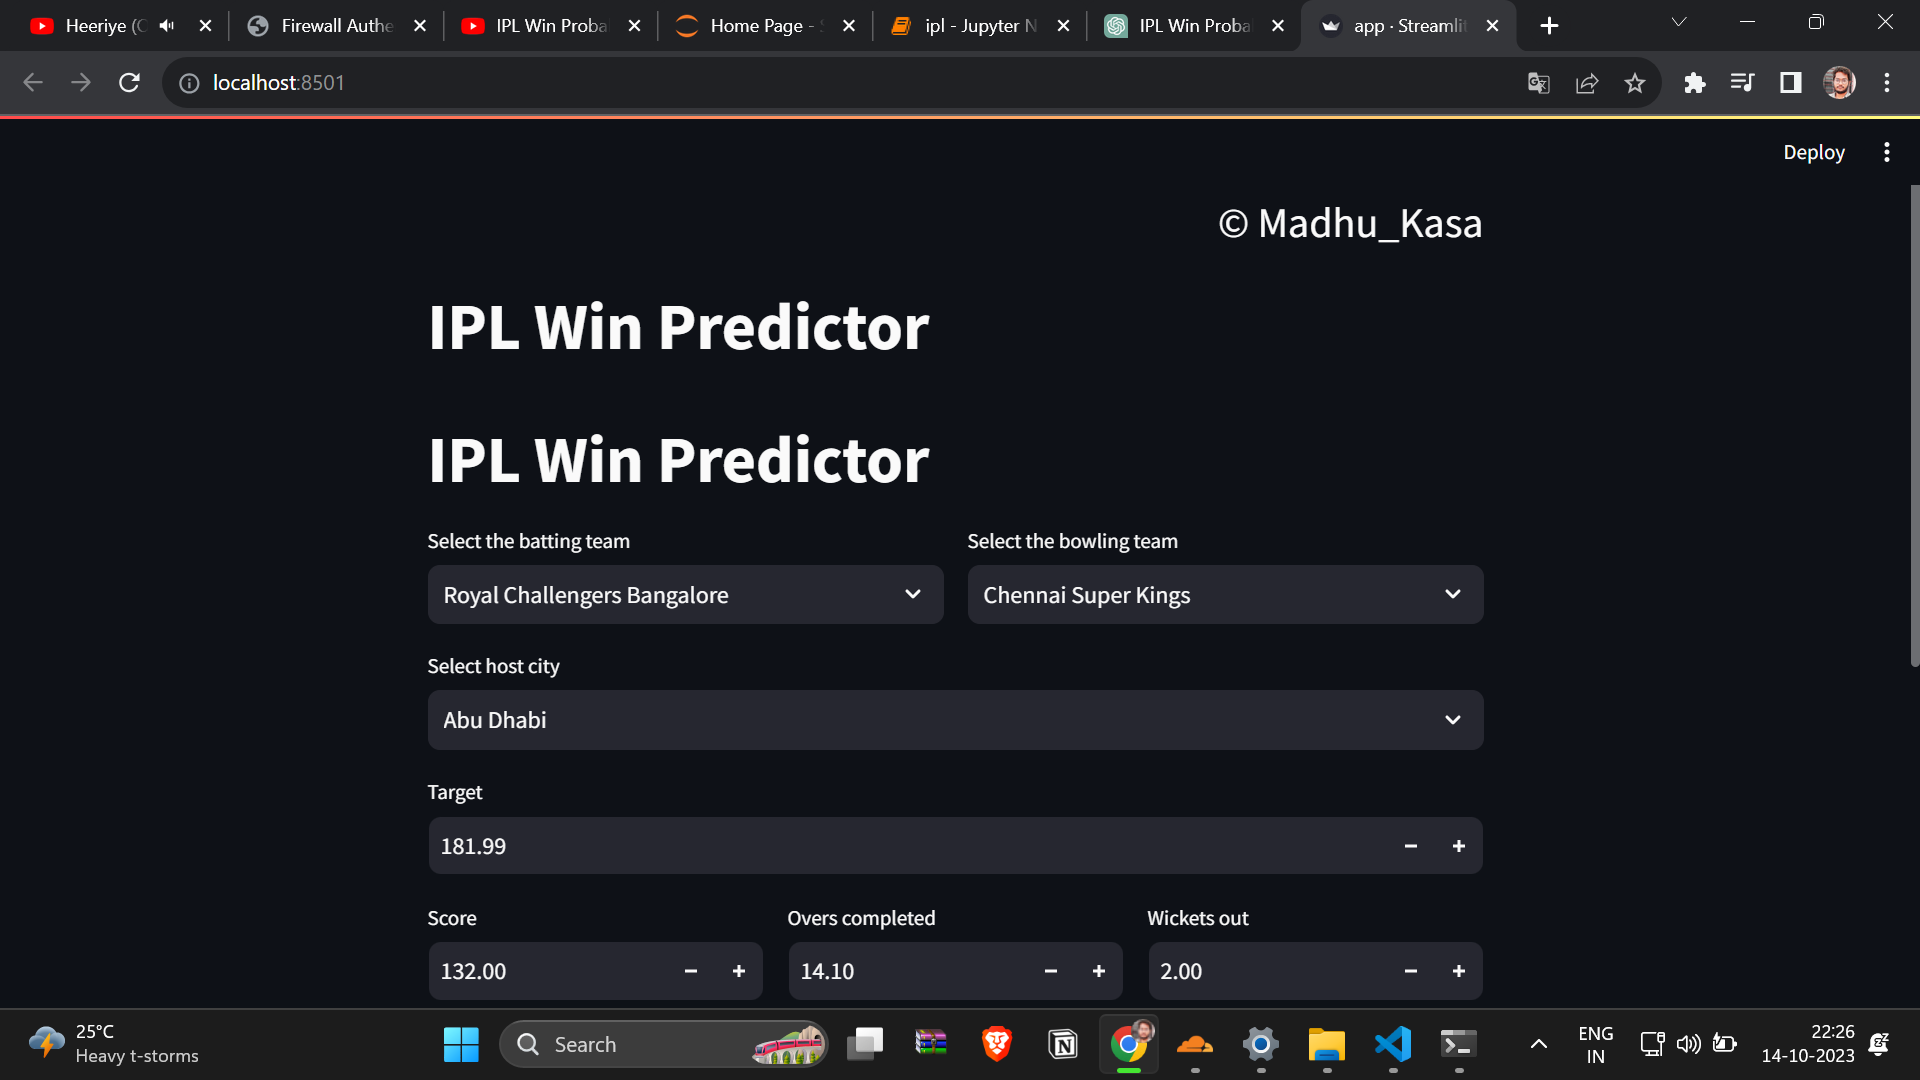 Heeriye (
Firewall Authe
IPL Win Proba
Home Page -
ipl - Jupyter N
IPL Win Proba
app · Streamlit
localhost:8501
Deploy
© Madhu_Kasa
IPL Win Predictor
IPL Win Predictor
Select the batting team
Select the bowling team
Royal Challengers Bangalore
Chennai Super Kings
Select host city
Abu Dhabi
Target
181.99
Score
Overs completed
Wickets out
132.00
14.10
2.00
25°C
Heavy t-storms
Search
ENG
IN
22:26
14-10-2023